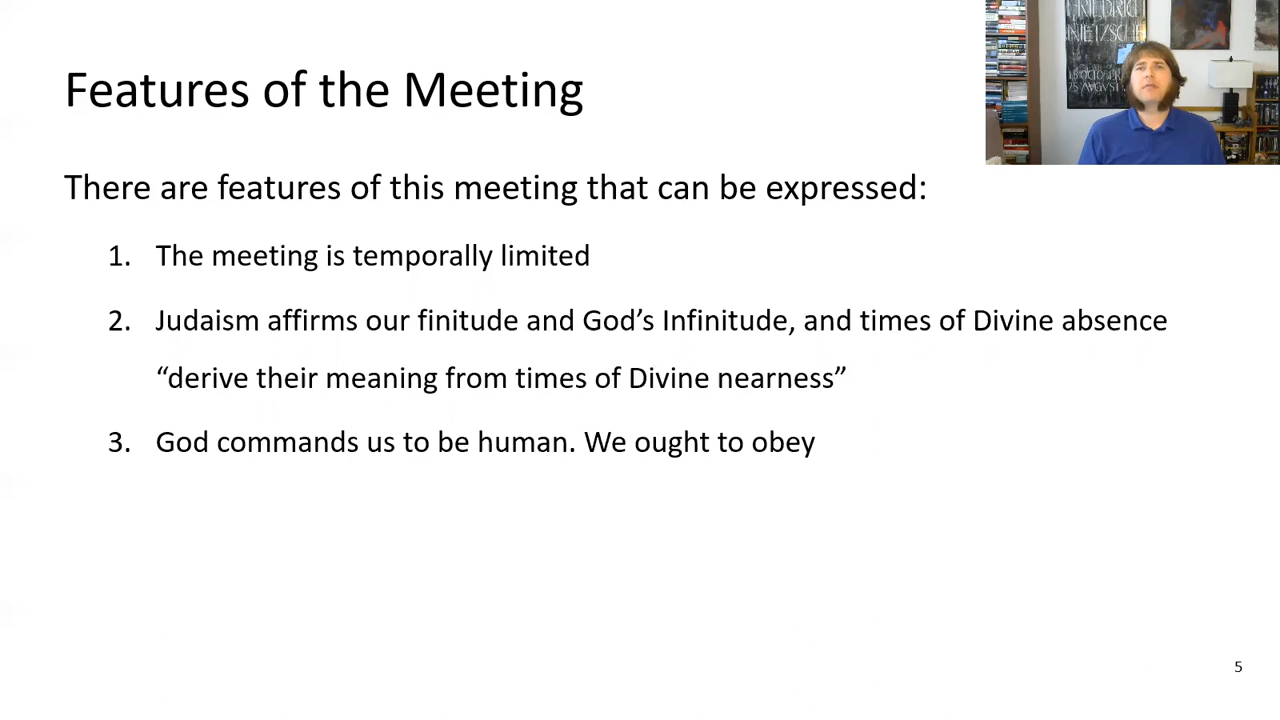 Features of the Meeting
FRIEDRICH
NIETZSCHE
There are features of this meeting that can be expressed:
1. The meeting is temporally limited
2. Judaism affirms our finitude and God’s Infinitude, and times of Divine absence
“derive their meaning from times of Divine nearness”
3. God commands us to be human. We ought to obey
5